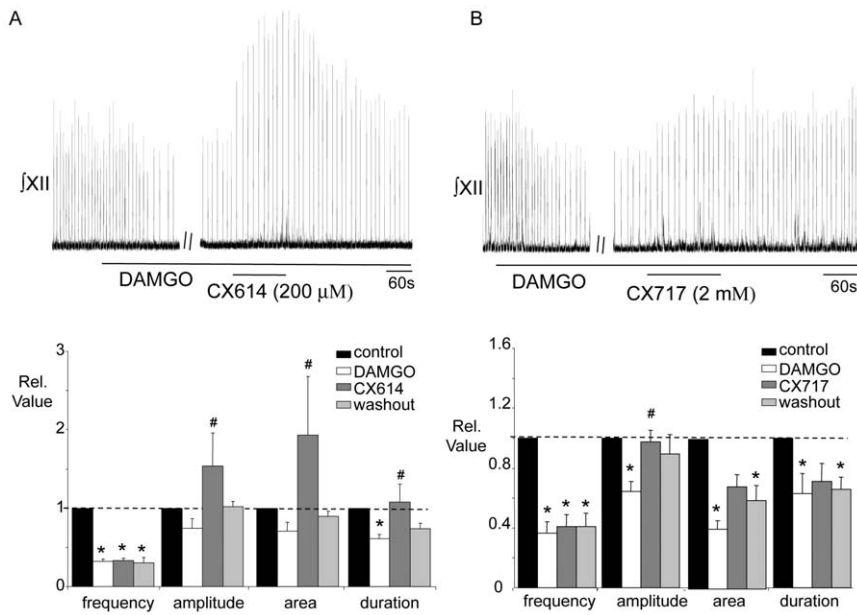 A
∫XII
//
DAMGO
CX614 (200 µM)
60s
B
∫XII
//
DAMGO
CX717 (2 mM)
60s
3
2
1
0
Rel.
Value
control
DAMGO
CX614
washout
#
#
#
* * *
*
frequency amplitude area duration
1.6
1.2
0.8
0.4
0
Rel.
Value
control
DAMGO
CX717
washout
#
* * *
*
* *
* *
frequency amplitude area duration